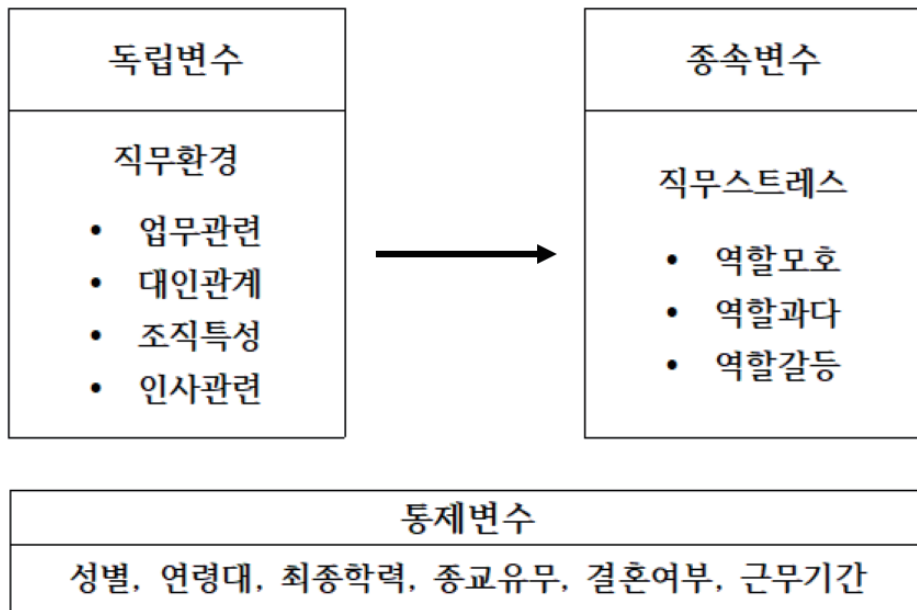 독립변수
직무환경
• 업무관련
• 대인관계
• 조직특성
• 인사관련
종속변수
직무스트레스
• 역할모호
• 역할과다
• 역할갈등
통제변수
성별, 연령대, 최종학력, 종교유무, 결혼여부, 근무기간